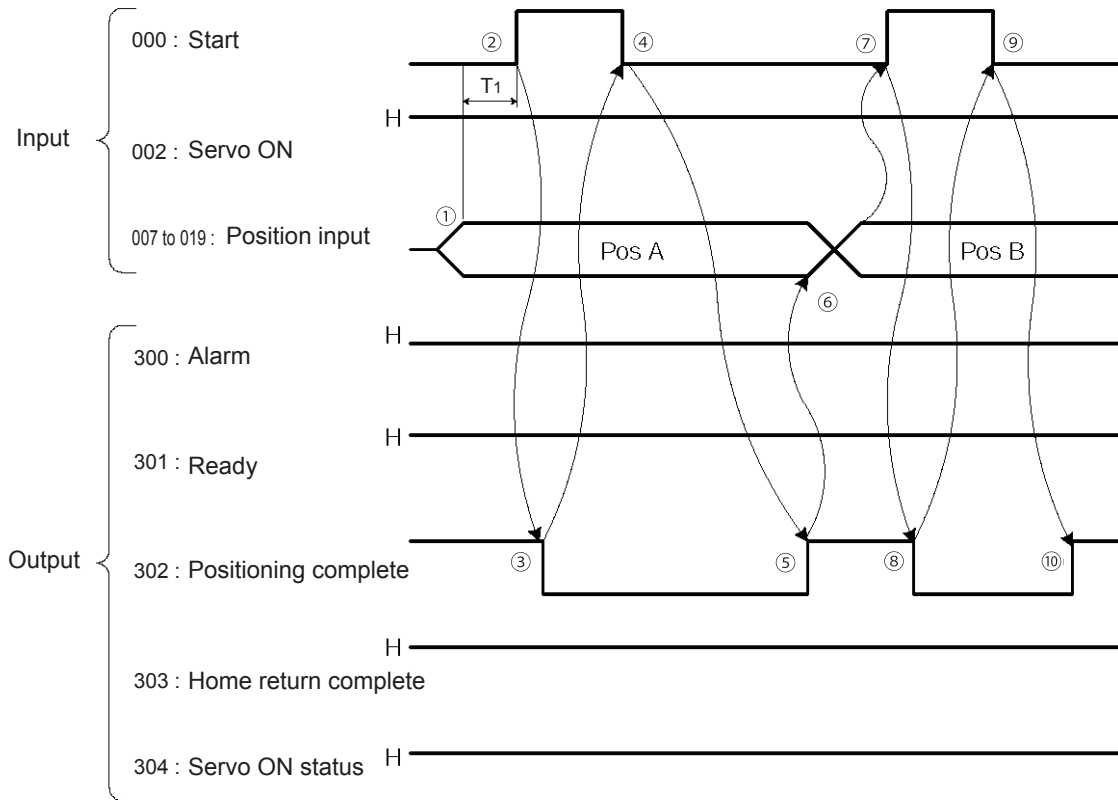 000 : Start
② ④ ⑦ ⑨
T1
H
Input
002 : Servo ON
①
007 to 019 : Position input
Pos A
Pos B
⑥
H
300 : Alarm
H
301 : Ready
Output
302 : Positioning complete
③ ⑤ ⑧ ⑩
H
303 : Home return complete
304 : Servo ON status
H